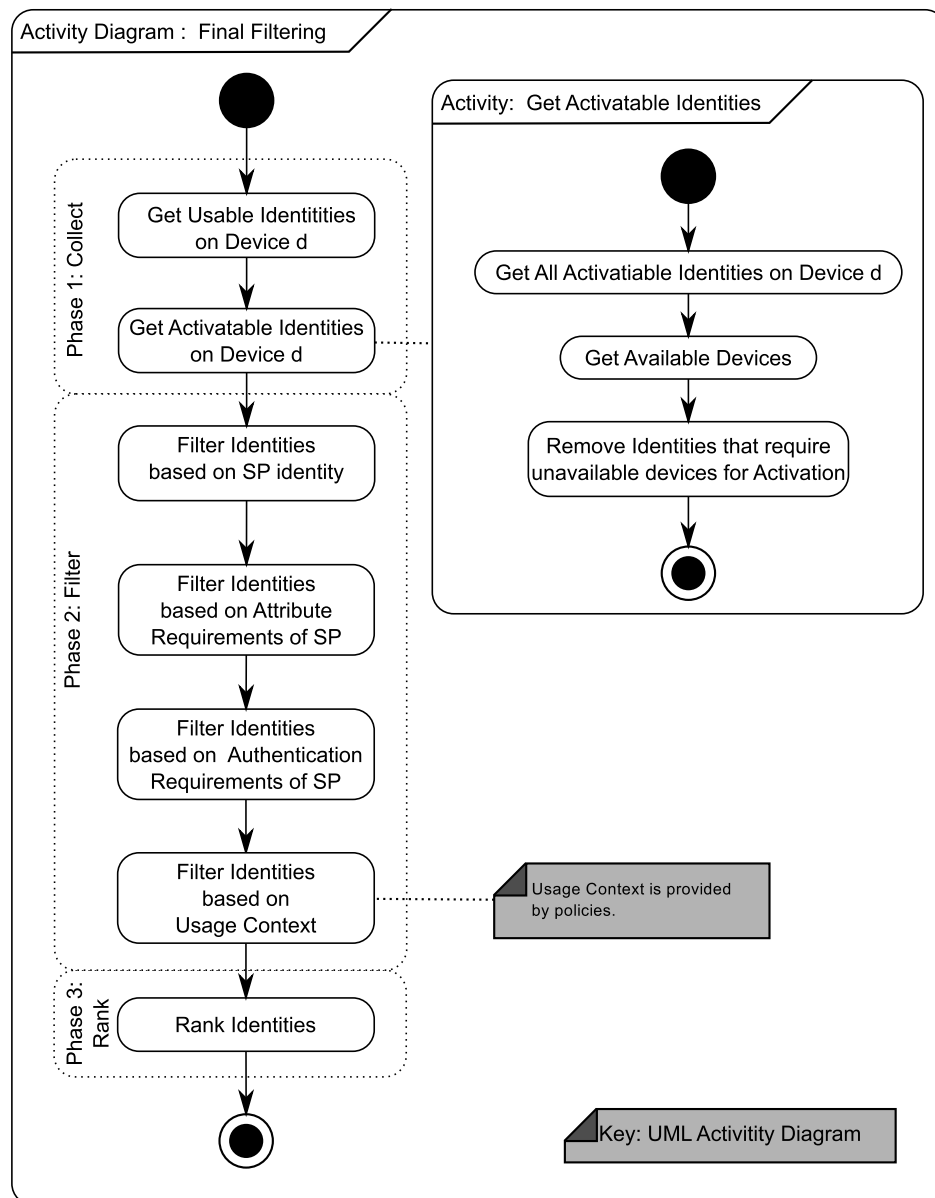 Activity Diagram :  Final Filtering
Phase 1: Collect
Get Usable Identitities
on Device d
Get Activatable Identities
on Device d
Phase 2: Filter
Filter Identities
based on SP identity
Filter Identities
based on Attribute
Requirements of SP
Filter Identities
based on  Authentication
Requirements of SP
Filter Identities
based on
Usage Context
Phase 3:
Rank
Rank Identities
Activity:  Get Activatable Identities
Get All Activatiable Identities on Device d
Get Available Devices
Remove Identities that require
unavailable devices for Activation
Usage Context is provided
by policies.
Key: UML Activitity Diagram